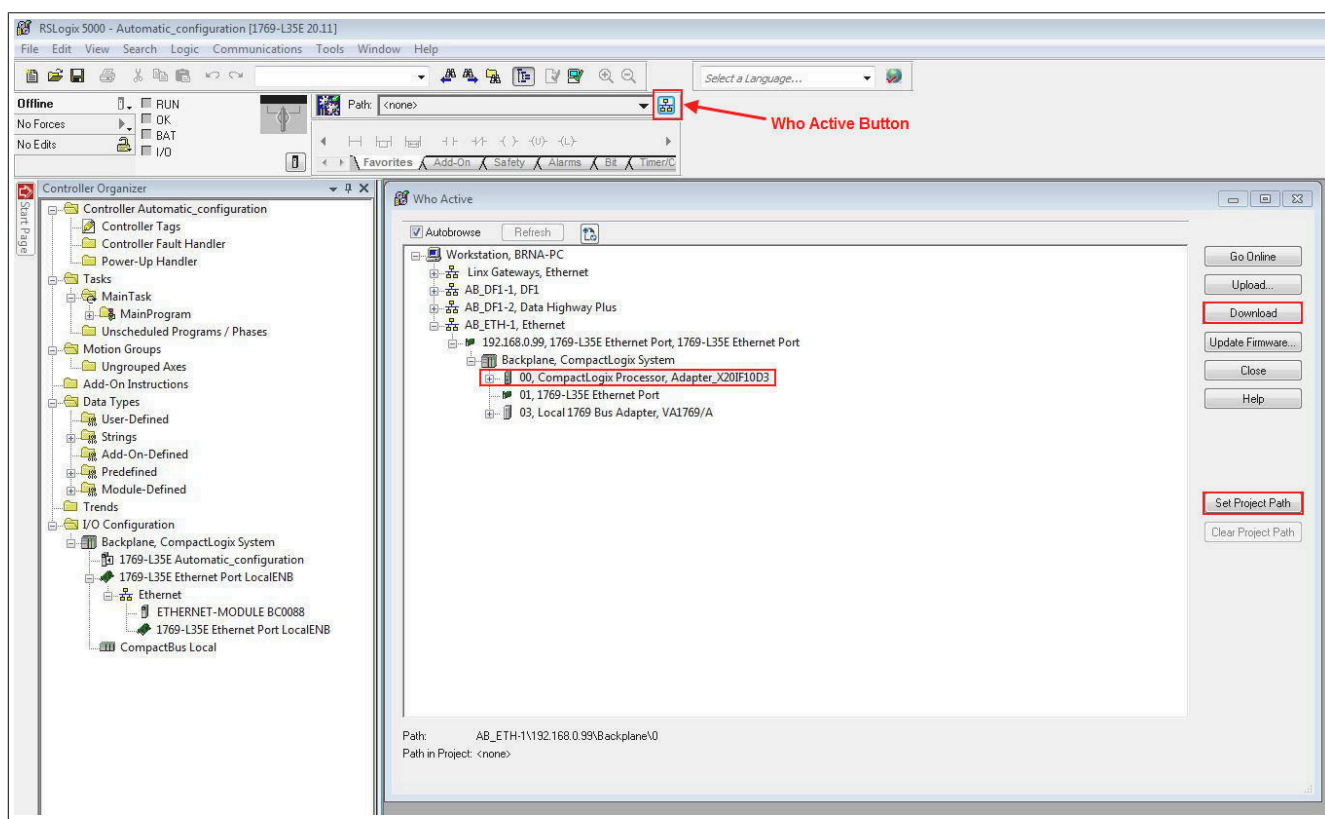 RSLogix 5000 - Automatic_configuration [1769-L35E 20.11]
File Edit View Search Logic Communications Tools Window Help
Select a Language...
Offline
RUN
Path: <none>
No Forces
OK
Who Active Button
BAT
No Edits
I/O
Favorites Add-On Safety Alarms Bit Timer/C
Start Page
Controller Organizer
Controller Automatic_configuration
Controller Tags
Controller Fault Handler
Power-Up Handler
Tasks
MainTask
MainProgram
Unscheduled Programs / Phases
Motion Groups
Ungrouped Axes
Add-On Instructions
Data Types
User-Defined
Strings
Add-On-Defined
Predefined
Module-Defined
Trends
I/O Configuration
Backplane, CompactLogix System
1769-L35E Automatic_configuration
1769-L35E Ethernet Port LocalENB
Ethernet
ETHERNET-MODULE BC0088
1769-L35E Ethernet Port LocalENB
CompactBus Local
Who Active
Autobrowse Refresh
Workstation, BRNA-PC
Linx Gateways, Ethernet
AB_DF1-1, DF1
AB_DF1-2, Data Highway Plus
AB_ETH-1, Ethernet
192.168.0.99, 1769-L35E Ethernet Port, 1769-L35E Ethernet Port
Backplane, CompactLogix System
00, CompactLogix Processor, Adapter_X20IF10D3
01, 1769-L35E Ethernet Port
03, Local 1769 Bus Adapter, VA1769/A
Go Online
Upload...
Download
Update Firmware...
Close
Help
Set Project Path
Clear Project Path
Path: AB_ETH-1\192.168.0.99\Backplane\0
Path in Project: <none>